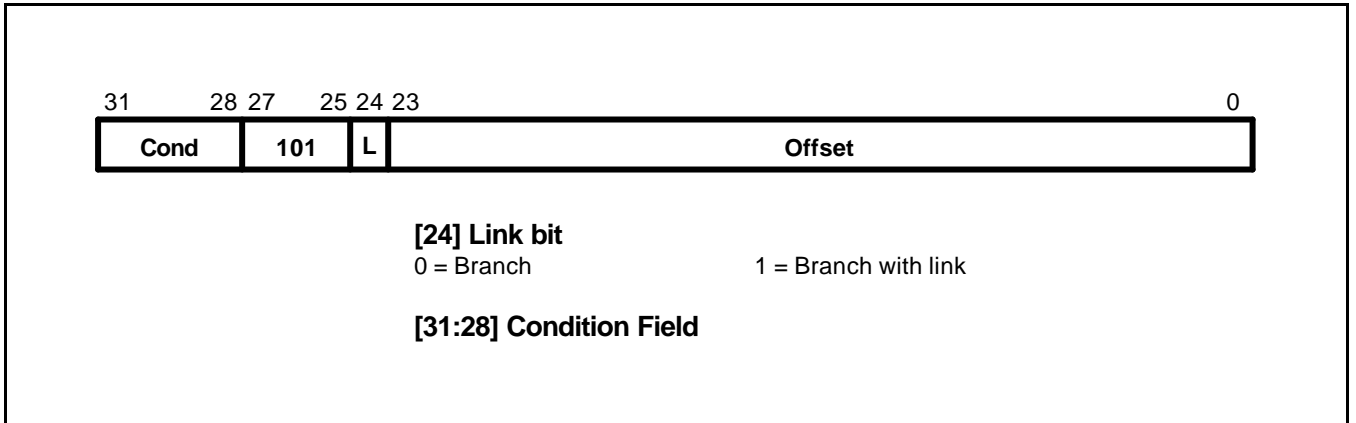 31 28 27 25 24 23 0
Cond 101 L Offset
[24] Link bit
0 = Branch 1 = Branch with link
[31:28] Condition Field